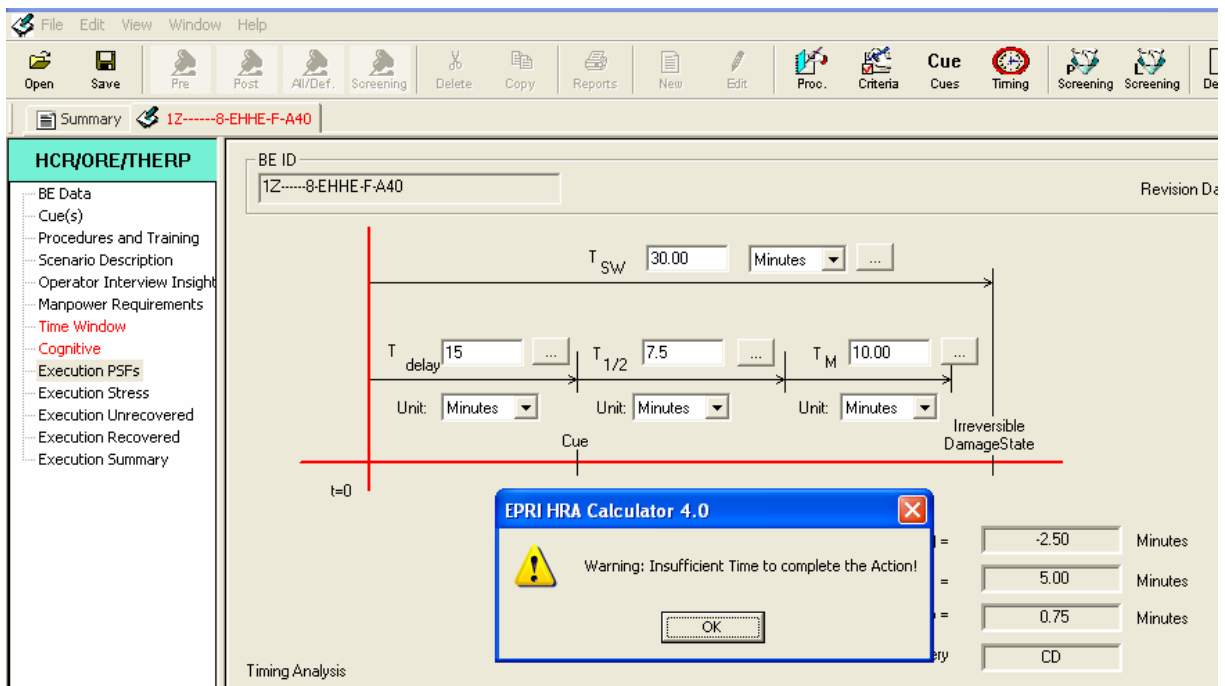 File Edit View Window Help
Cue
Open Save Pre Post All/Def. Screening Delete Copy Reports New Edit Proc. Criteria Cues Timing Screening Screening De
Summary 1Z------8-EHHE-F-A40
HCR/ORE/THERP
BE Data
Cue(s)
Procedures and Training
Scenario Description
Operator Interview Insight
Manpower Requirements
Time Window
Cognitive
Execution PSFs
Execution Stress
Execution Unrecovered
Execution Recovered
Execution Summary
BE ID
1Z-----8-EHHE-F-A40
Revision Da
T SW 30.00 Minutes ...
T delay 15 ... T 1/2 7.5 ... T M 10.00 ...
Unit: Minutes Unit: Minutes Unit: Minutes
Irreversible
DamageState
Cue
t=0
EPRI HRA Calculator 4.0
Warning: Insufficient Time to complete the Action!
OK
= -2.50 Minutes
= 5.00 Minutes
= 0.75 Minutes
ery CD
Timing Analysis